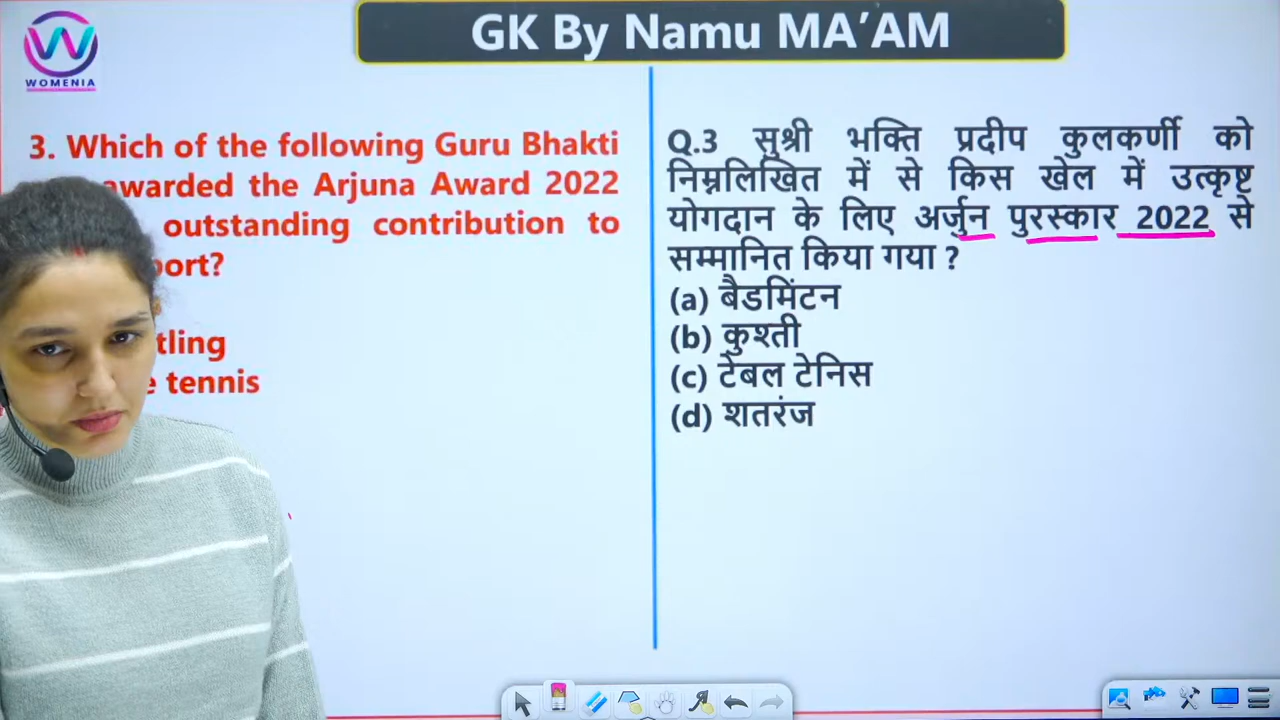 WOMENIA
GK By Namu MA’AM
3. Which of the following Guru Bhakti
awarded the Arjuna Award 2022
outstanding contribution to
port?
tling
tennis
Q.3 सुश्री भक्ति प्रदीप कुलकर्णी को
निम्नलिखित में से किस खेल में उत्कृष्ट
योगदान के लिए अर्जुन पुरस्कार 2022 से
सम्मानित किया गया ?
(a) बैडमिंटन
(b) कुश्ती
(c) टेबल टेनिस
(d) शतरंज